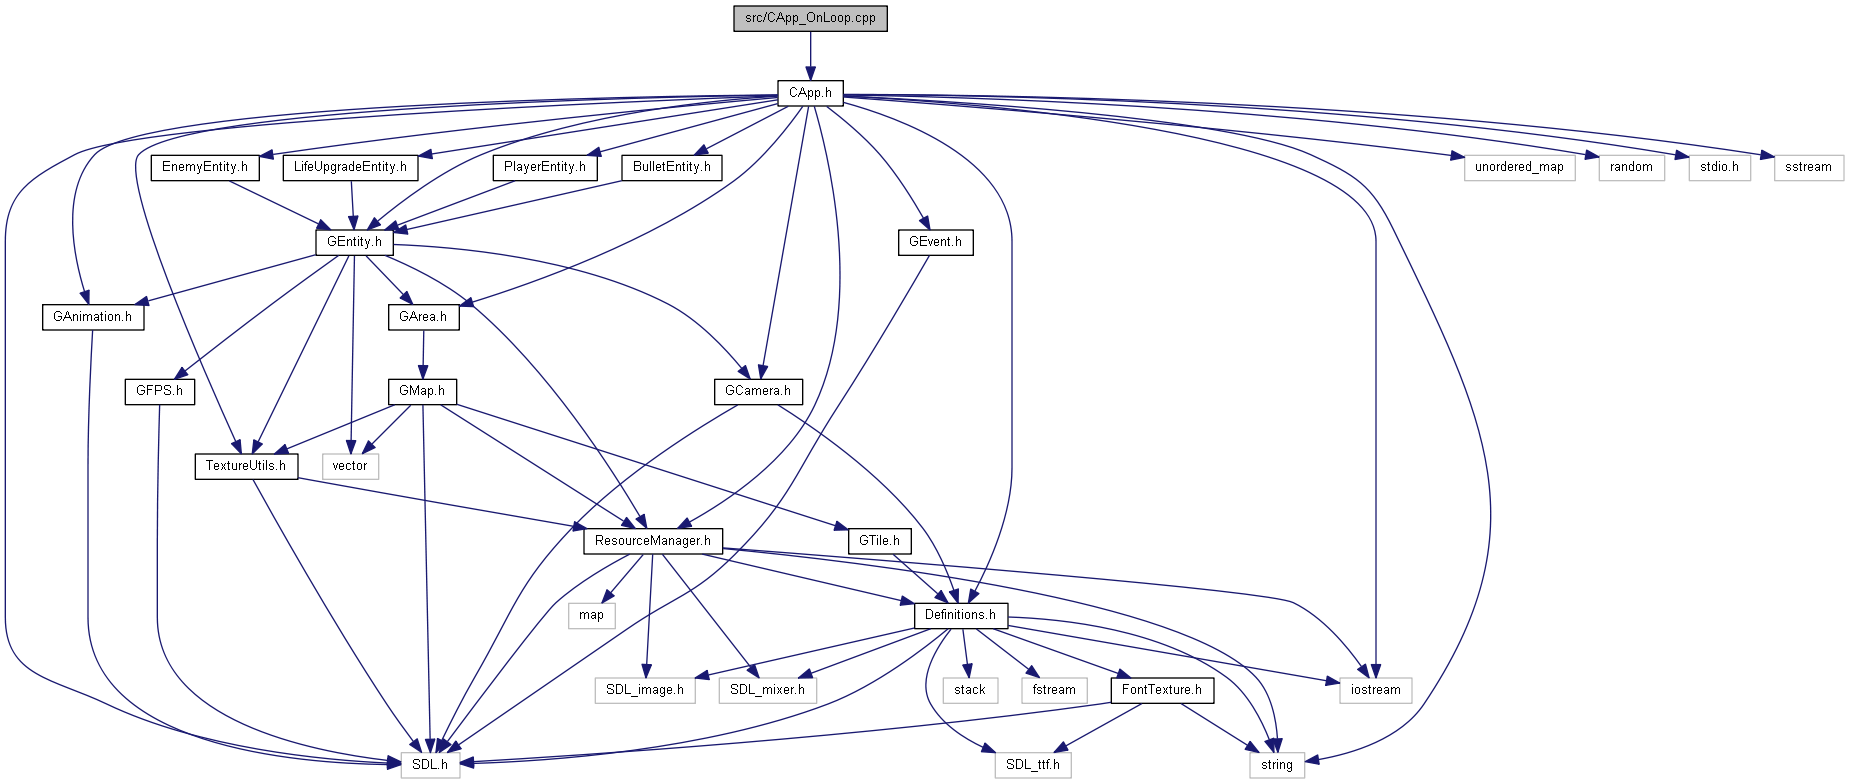 src/CApp_OnLoop.cpp
CApp.h
EnemyEntity.h
LifeUpgradeEntity.h
PlayerEntity.h
BulletEntity.h
unordered_map
random
stdio.h
sstream
GEntity.h
GEvent.h
GAnimation.h
GArea.h
GFPS.h
GMap.h
GCamera.h
TextureUtils.h
vector
ResourceManager.h
GTile.h
map
Definitions.h
SDL_image.h
SDL_mixer.h
stack
fstream
FontTexture.h
iostream
SDL.h
SDL_ttf.h
string